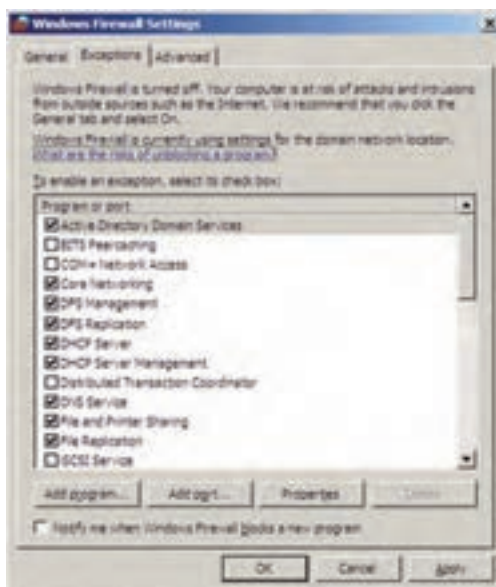 Windows Firewall Settings
General Exceptions Advanced
Windows Firewall is turned off. Your computer is at risk of attacks and intrusions
from outside sources such as the Internet. We recommend that you click the
General tab and select On.
Windows Firewall is currently using settings for the domain network location.
What are the risks of unblocking a program?
To enable an exception, select its check box:
Program or port
Active Directory Domain Services
BITS Peercaching
COM+ Network Access
Core Networking
DFS Management
DFS Replication
DHCP Server
DHCP Server Management
Distributed Transaction Coordinator
DNS Service
File and Printer Sharing
File Replication
iSCSI Service
Add program... Add port... Properties Delete
Notify me when Windows Firewall blocks a new program
OK Cancel Apply